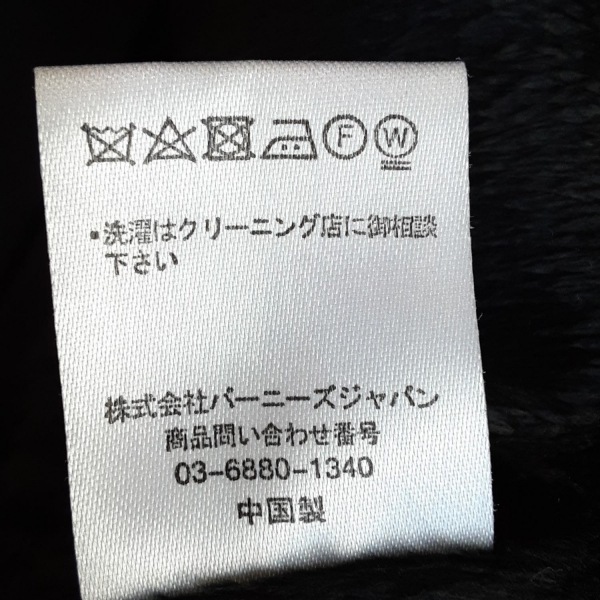 F W
・洗濯はクリーニング店に御相談
下さい
株式会社バーニーズジャパン
商品問い合わせ番号
03-6880-1340
中国製